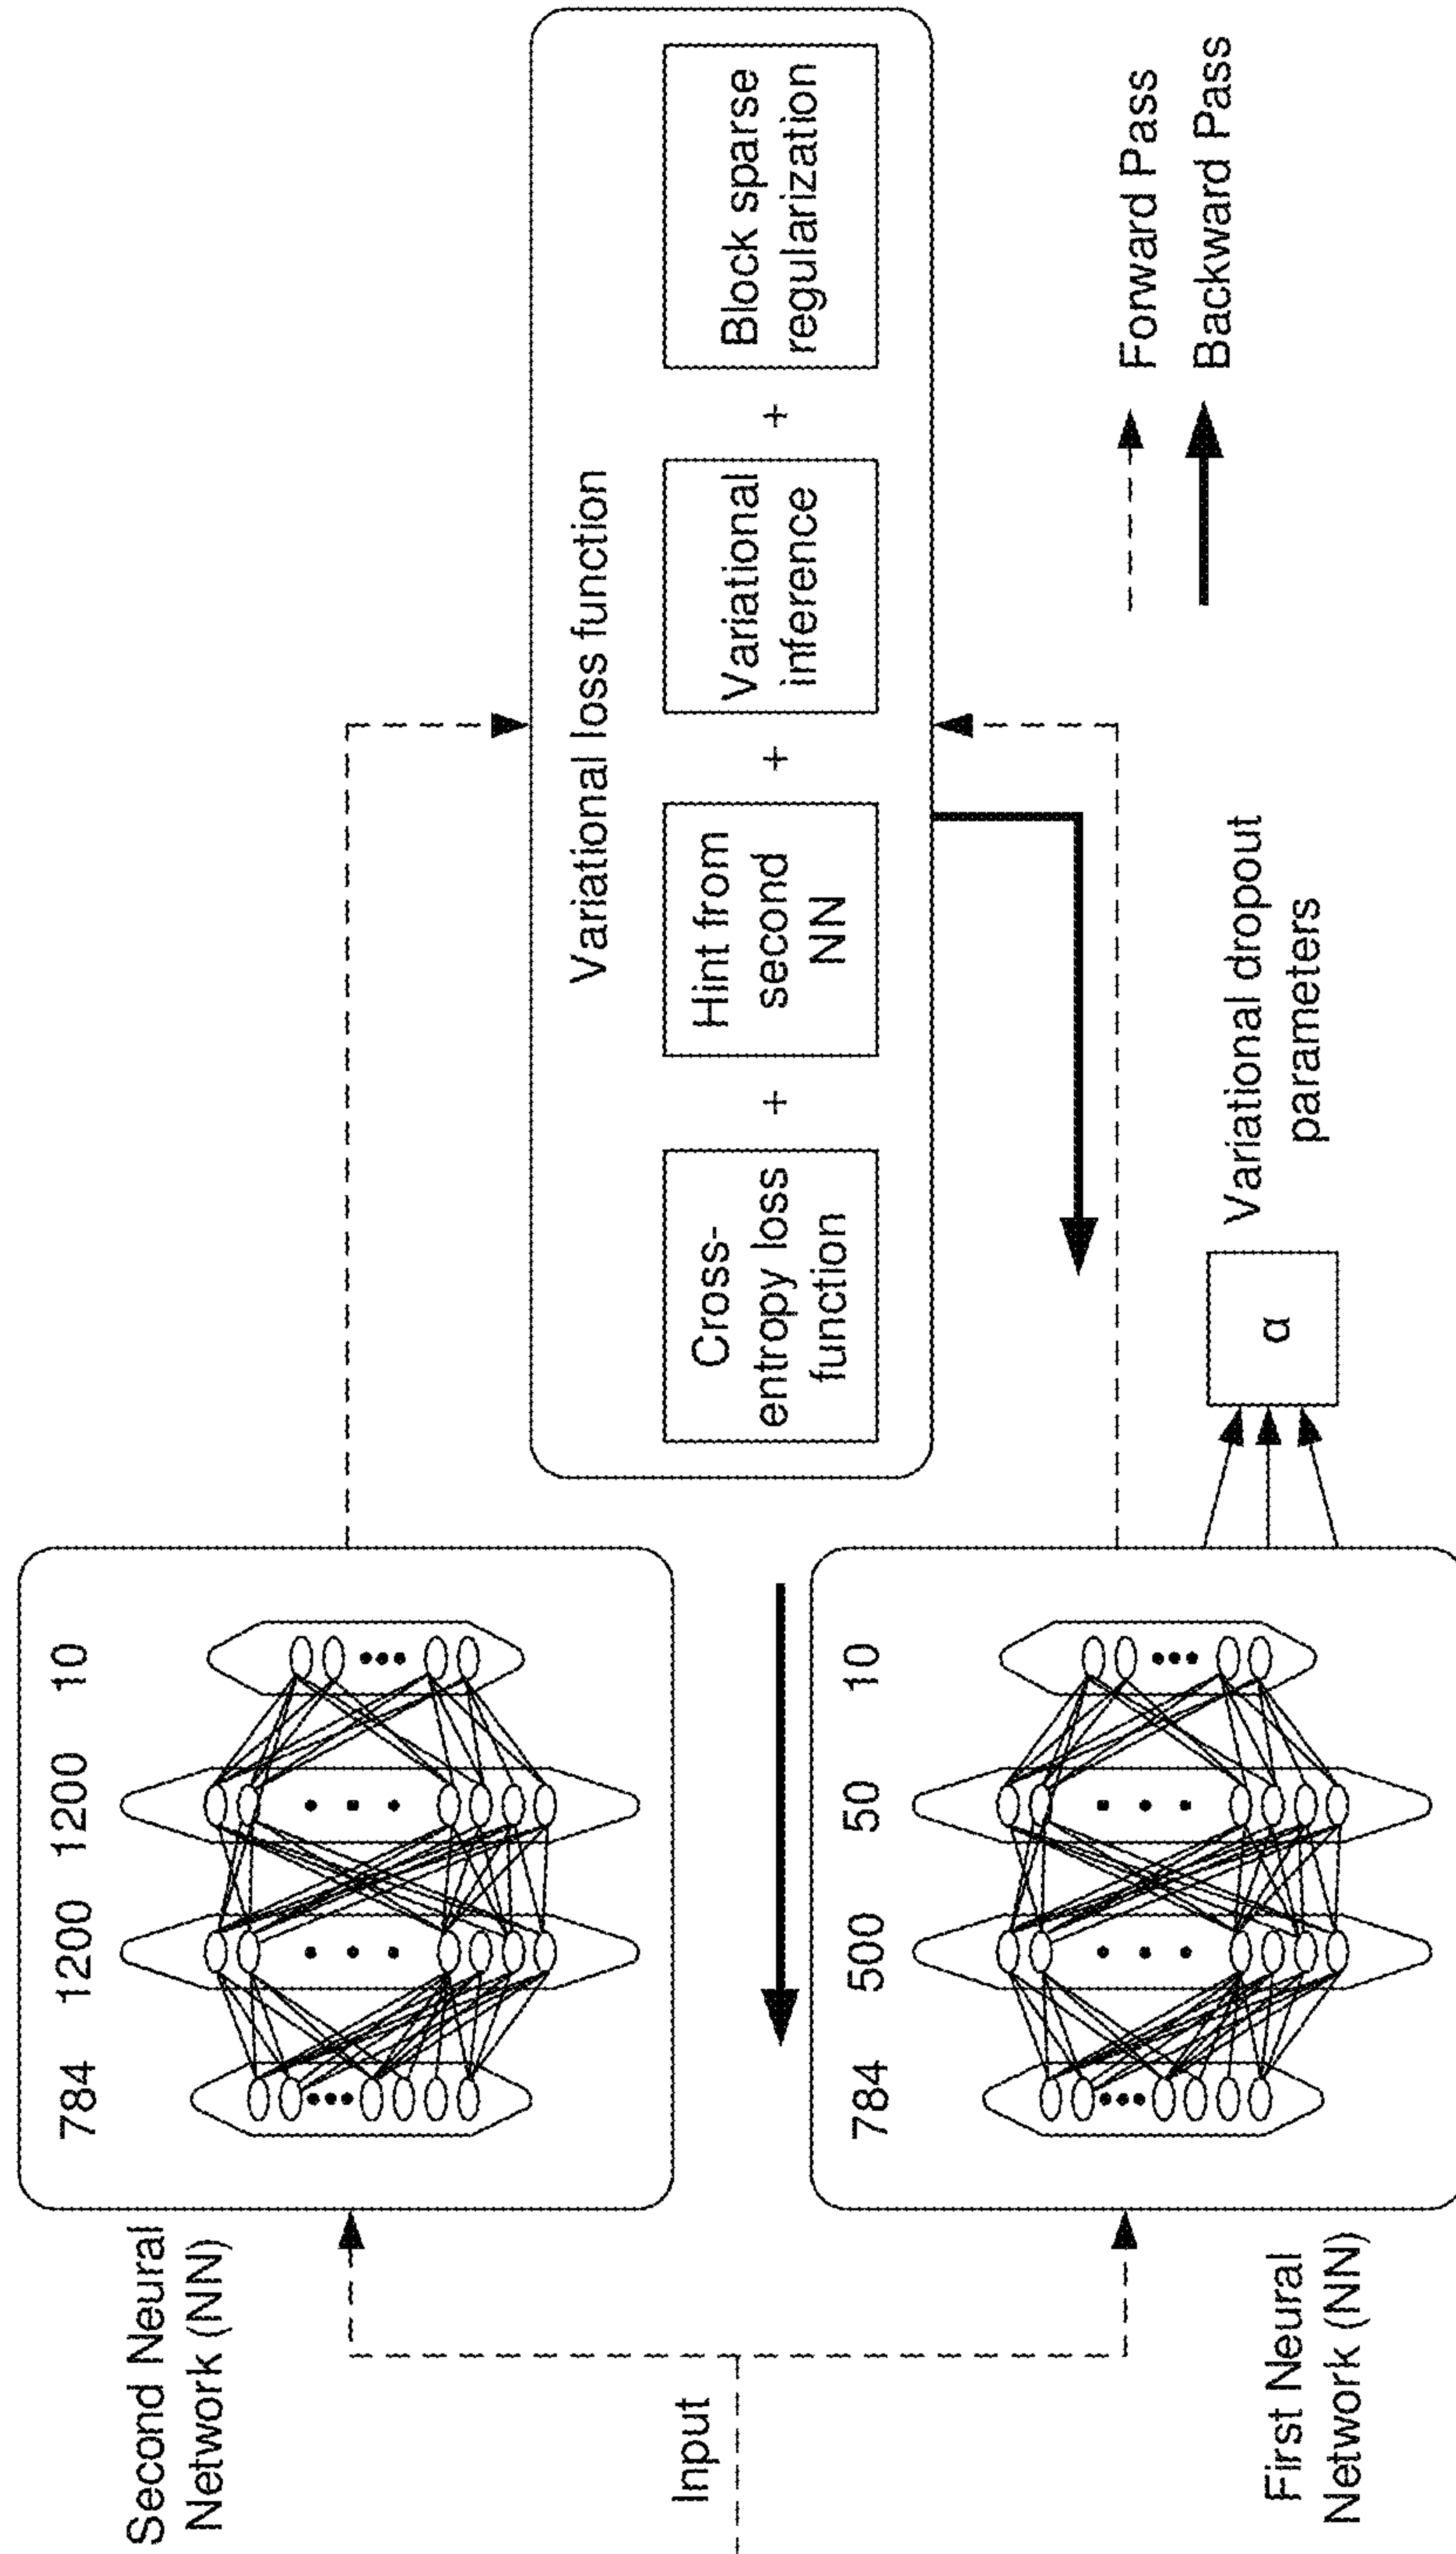 Second Neural
Network (NN)
784
1200
1200
10
Input
First Neural
Network (NN)
784
500
50
10
Variational loss function
Cross-
entropy loss
function
+
Hint from
second
NN
+
Variational
inference
+
Block sparse
regularization
α
Variational dropout
parameters
Forward Pass
Backward Pass